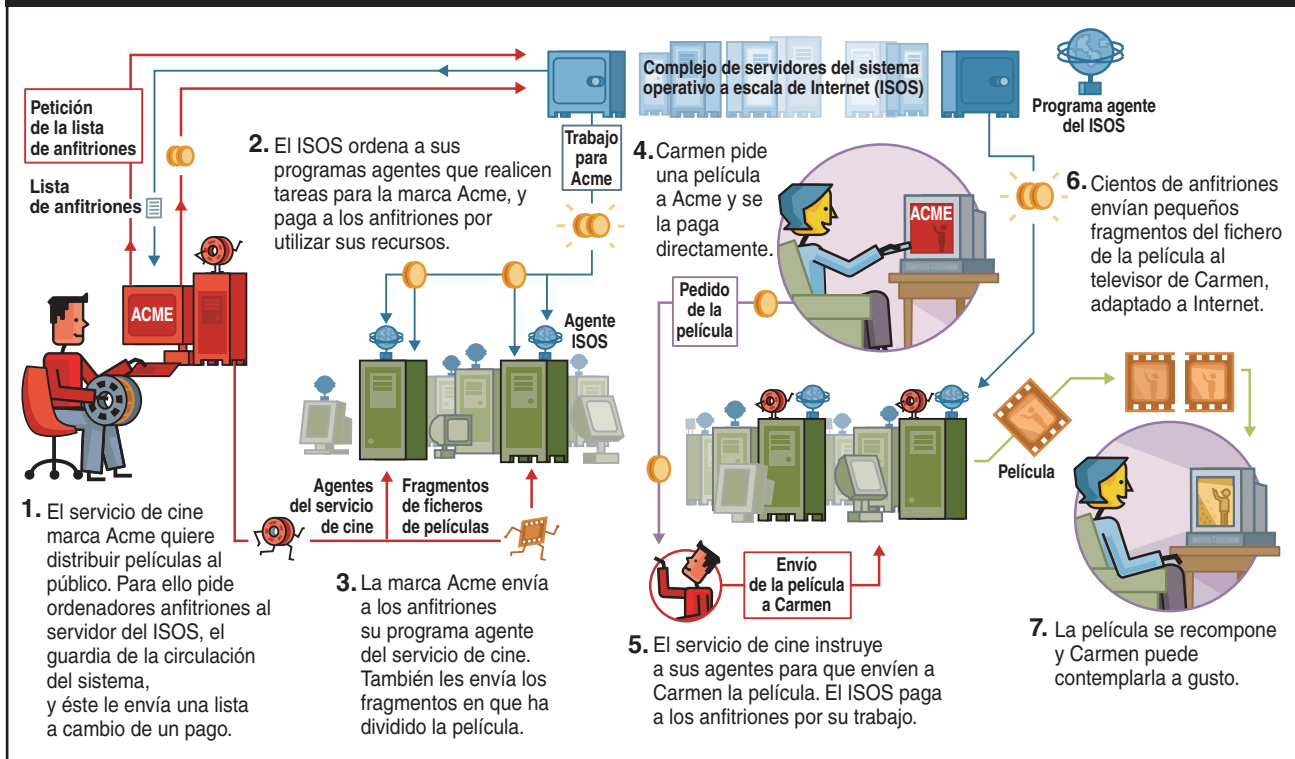 Complejo de servidores del sistema
operativo a escala de Internet (ISOS)
Programa agente
del ISOS
Petición
de la lista
de anfitriones
Lista
de anfitriones
ACME
1. El servicio de cine
marca Acme quiere
distribuir películas al
público. Para ello pide
ordenadores anfitriones al
servidor del ISOS, el
guardia de la circulación
del sistema,
y éste le envía una lista
a cambio de un pago.
2. El ISOS ordena a sus
programas agentes que realicen
tareas para la marca Acme, y
paga a los anfitriones por
utilizar sus recursos.
Trabajo
para
Acme
Agente
ISOS
Agentes
del servicio
de cine
Fragmentos
de ficheros
de películas
3. La marca Acme envía
a los anfitriones
su programa agente
del servicio de cine.
También les envía los
fragmentos en que ha
dividido la película.
4. Carmen pide
una película
a Acme y se
la paga
directamente.
ACME
Pedido
de la
película
Envío
de la película
a Carmen
5. El servicio de cine instruye
a sus agentes para que envíen a
Carmen la película. El ISOS paga
a los anfitriones por su trabajo.
6. Cientos de anfitriones
envían pequeños
fragmentos del fichero
de la película al
televisor de Carmen,
adaptado a Internet.
Película
7. La película se recompone
y Carmen puede
contemplarla a gusto.